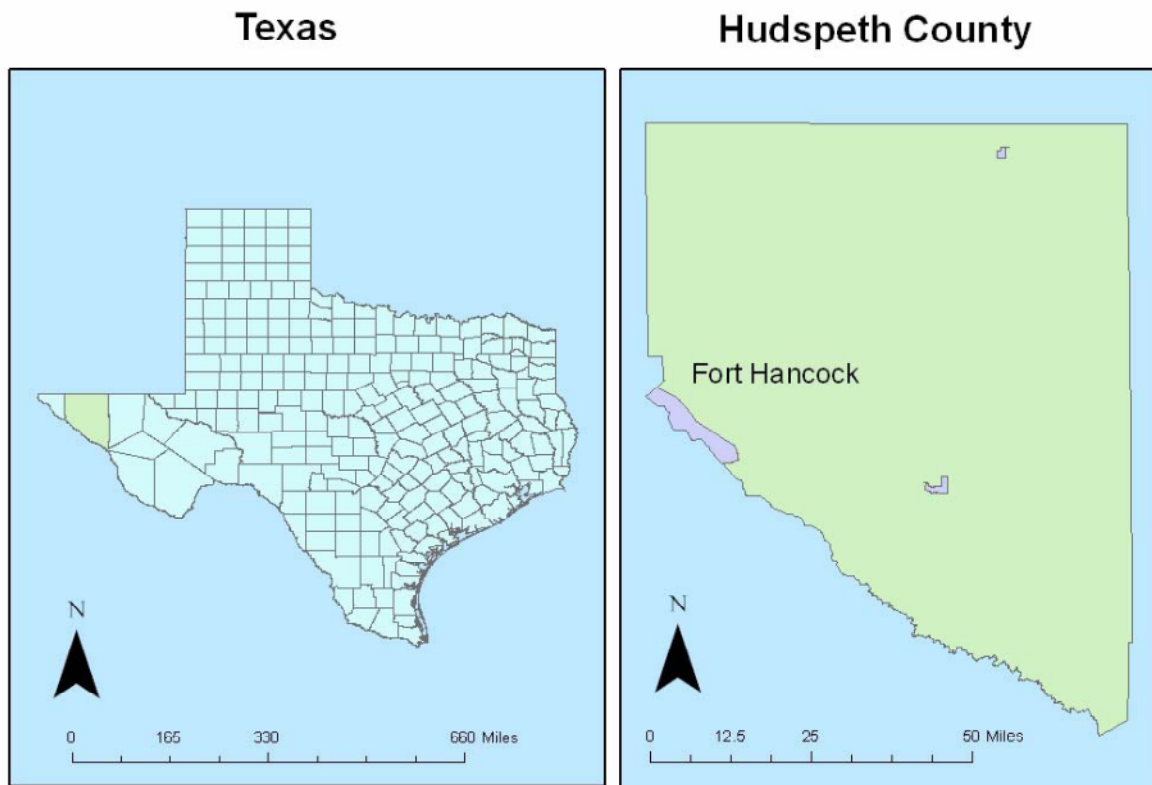 Texas
Hudspeth County
Fort Hancock
N
0 165 330 660 Miles
N
0 12.5 25 50 Miles